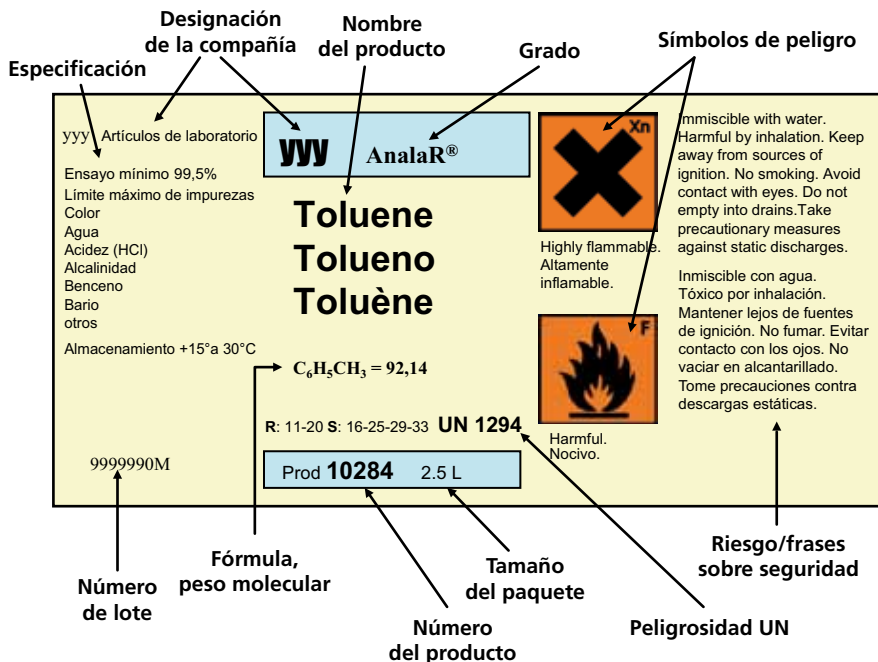 Designación
de la compañía
Nombre
del producto
Grado
Símbolos de peligro
Especificación
yyy Artículos de laboratorio
Ensayo mínimo 99,5%
Límite máximo de impurezas
Color
Agua
Acidez (HCl)
Alcalinidad
Benceno
Bario
otros
Almacenamiento +15°a 30°C
9999990M
yyy AnalaR®
Toluene
Tolueno
Toluène
C₆H₅CH₃ = 92,14
R: 11-20 S: 16-25-29-33 UN 1294
Prod 10284 2.5 L
Xn
Highly flammable.
Altamente
inflamable.
F
Harmful.
Nocivo.
Immiscible with water.
Harmful by inhalation. Keep
away from sources of
ignition. No smoking. Avoid
contact with eyes. Do not
empty into drains.Take
precautionary measures
against static discharges.
Inmiscible con agua.
Tóxico por inhalación.
Mantener lejos de fuentes
de ignición. No fumar. Evitar
contacto con los ojos. No
vaciar en alcantarillado.
Tome precauciones contra
descargas estáticas.
Número
de lote
Fórmula,
peso molecular
Número
del producto
Tamaño
del paquete
Peligrosidad UN
Riesgo/frases
sobre seguridad